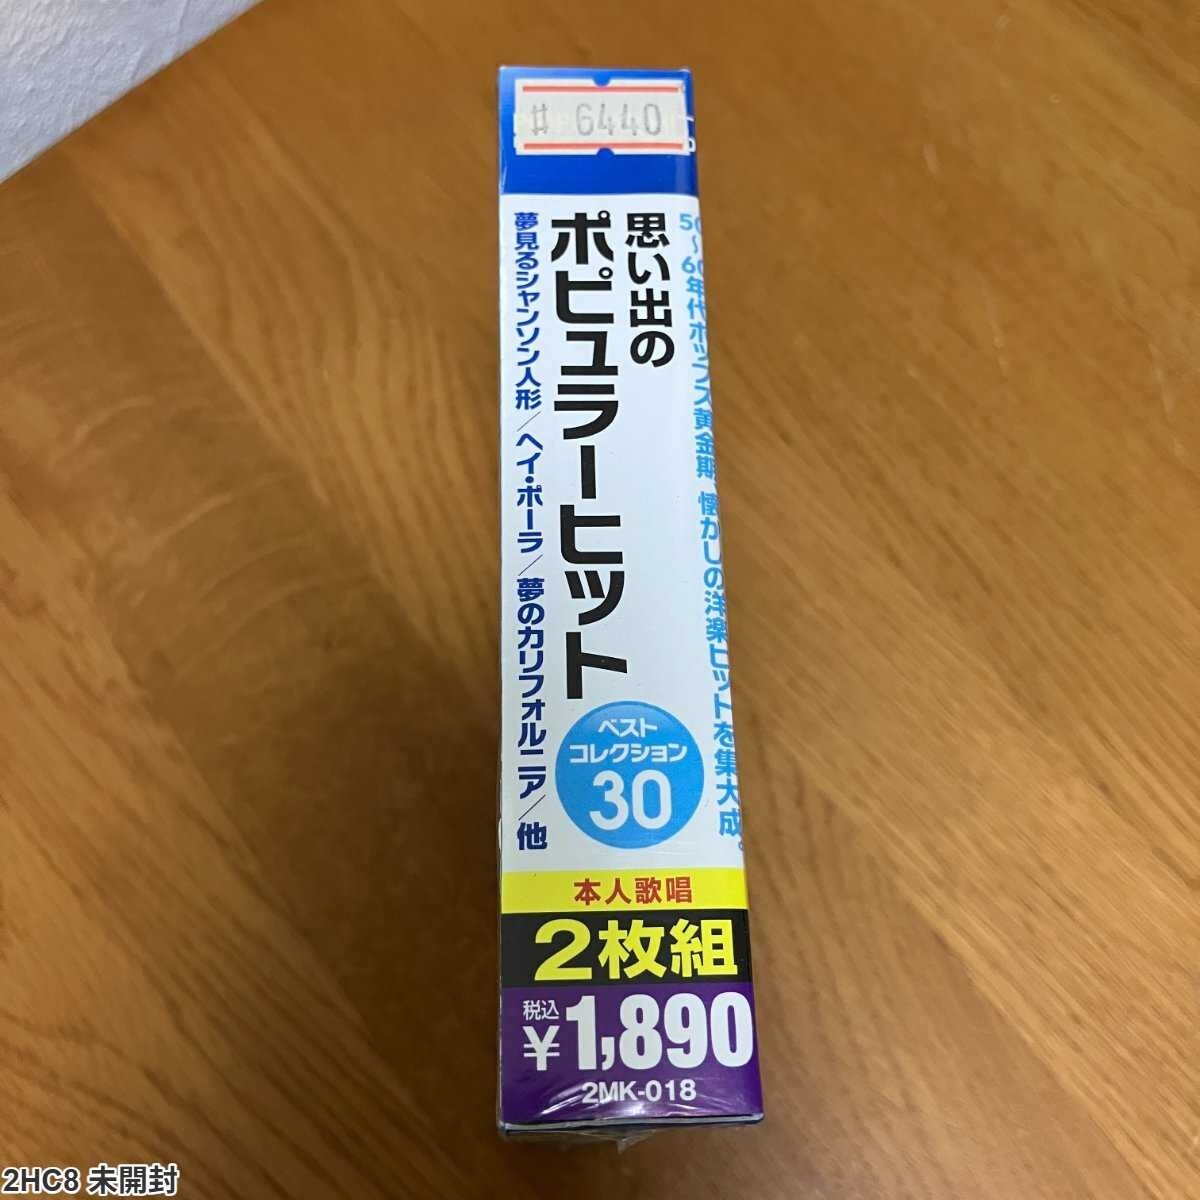 # 6440
50～60年代ポップス黄金期、懐かしの洋楽ヒットを集大成。
思い出の
ポピュラーヒット
夢見るシャンソン人形／ヘイ・ポーラ／夢のカリフォルニア／他
ベスト
コレクション
30
本人歌唱
2枚組
税込
¥1,890
2MK-018
2HC8 未開封